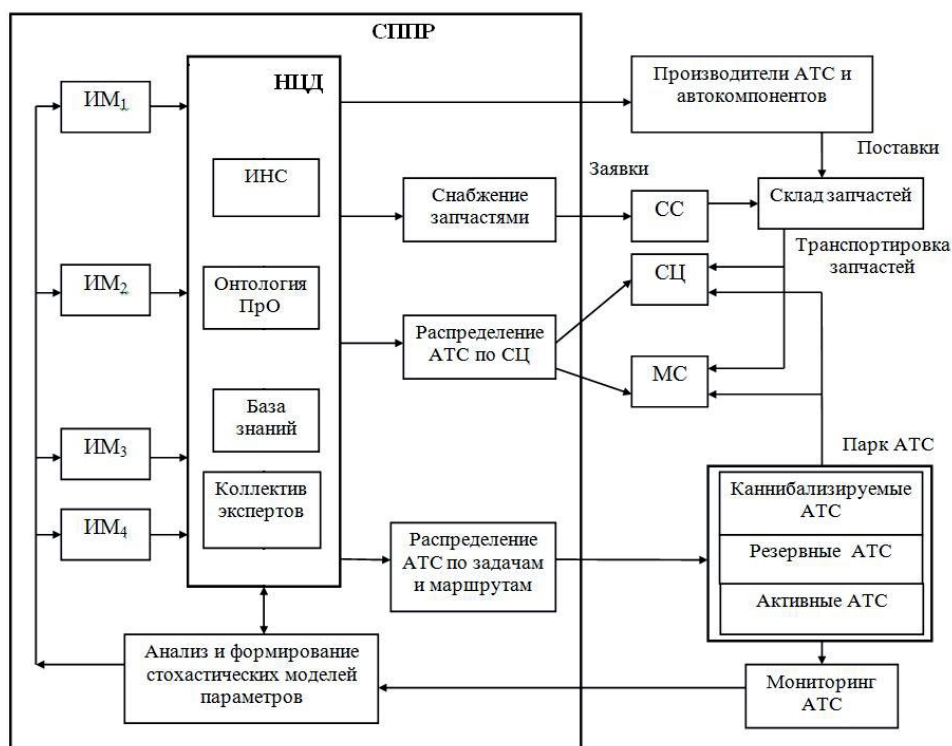 СППР
НЦД
ИМ1
ИМ2
ИМ3
ИМ4
ИНС
Онтология
ПрО
База
знаний
Коллектив
экспертов
Анализ и формирование
стохастических моделей
параметров
Снабжение
запчастями
Распределение
АТС по СЦ
Распределение
АТС по задачам
и маршрутам
Производители АТС и
автокомпонентов
Поставки
Заявки
СС
Склад запчастей
Транспортировка
запчастей
СЦ
МС
Парк АТС
Каннибализируемые
АТС
Резервные АТС
Активные АТС
Мониторинг
АТС